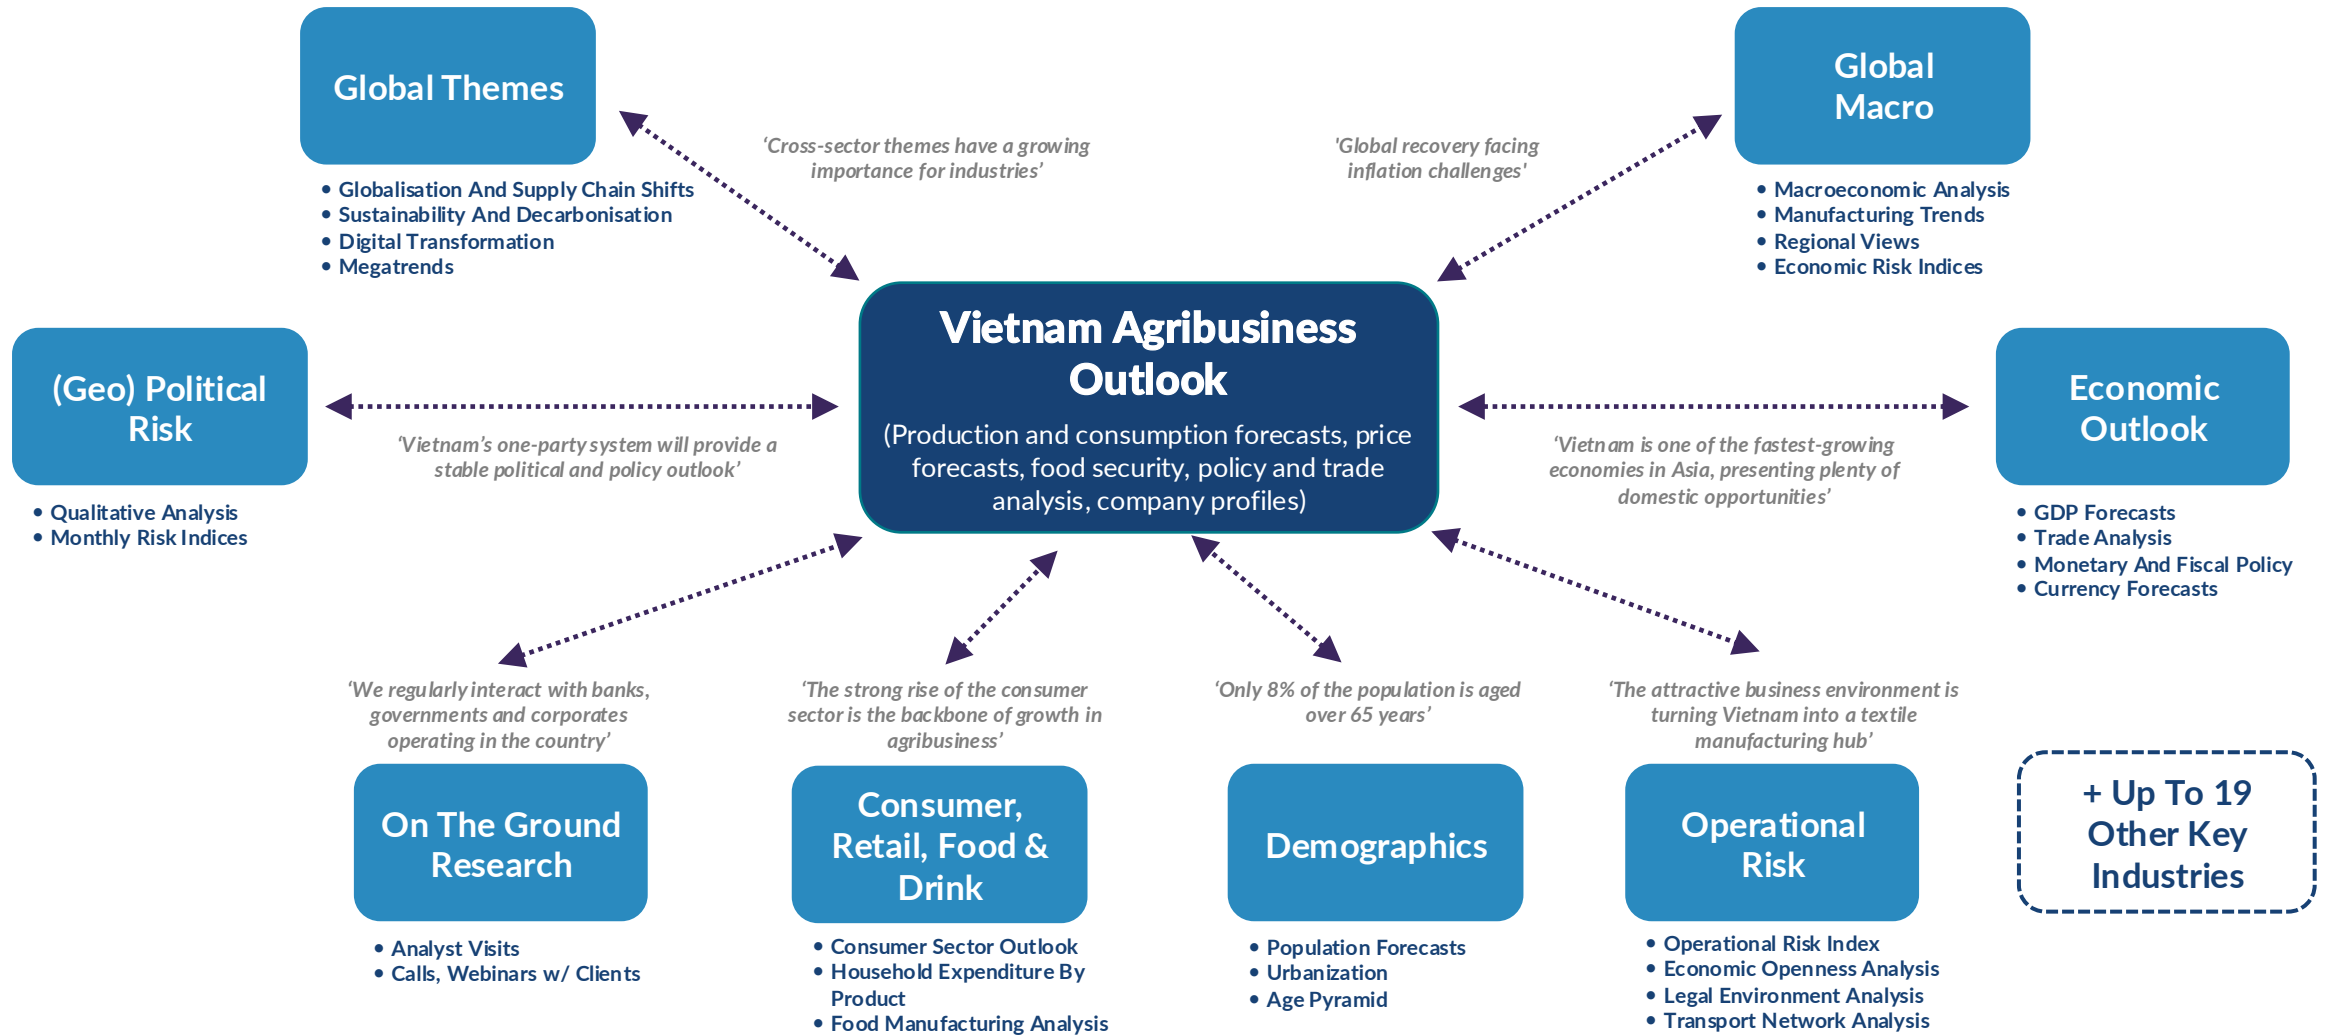 Global Themes
• Globalisation And Supply Chain Shifts
• Sustainability And Decarbonisation
• Digital Transformation
• Megatrends
‘Cross-sector themes have a growing
importance for industries’
'Global recovery facing
inflation challenges'
Global
Macro
• Macroeconomic Analysis
• Manufacturing Trends
• Regional Views
• Economic Risk Indices
(Geo) Political
Risk
• Qualitative Analysis
• Monthly Risk Indices
‘Vietnam’s one-party system will provide a
stable political and policy outlook’
Vietnam Agribusiness
Outlook
(Production and consumption forecasts, price
forecasts, food security, policy and trade
analysis, company profiles)
‘Vietnam is one of the fastest-growing
economies in Asia, presenting plenty of
domestic opportunities’
Economic
Outlook
• GDP Forecasts
• Trade Analysis
• Monetary And Fiscal Policy
• Currency Forecasts
‘We regularly interact with banks,
governments and corporates
operating in the country’
On The Ground
Research
• Analyst Visits
• Calls, Webinars w/ Clients
‘The strong rise of the consumer
sector is the backbone of growth in
agribusiness’
Consumer,
Retail, Food &
Drink
• Consumer Sector Outlook
• Household Expenditure By
Product
• Food Manufacturing Analysis
‘Only 8% of the population is aged
over 65 years’
Demographics
• Population Forecasts
• Urbanization
• Age Pyramid
‘The attractive business environment is
turning Vietnam into a textile
manufacturing hub’
Operational
Risk
• Operational Risk Index
• Economic Openness Analysis
• Legal Environment Analysis
• Transport Network Analysis
+ Up To 19
Other Key
Industries